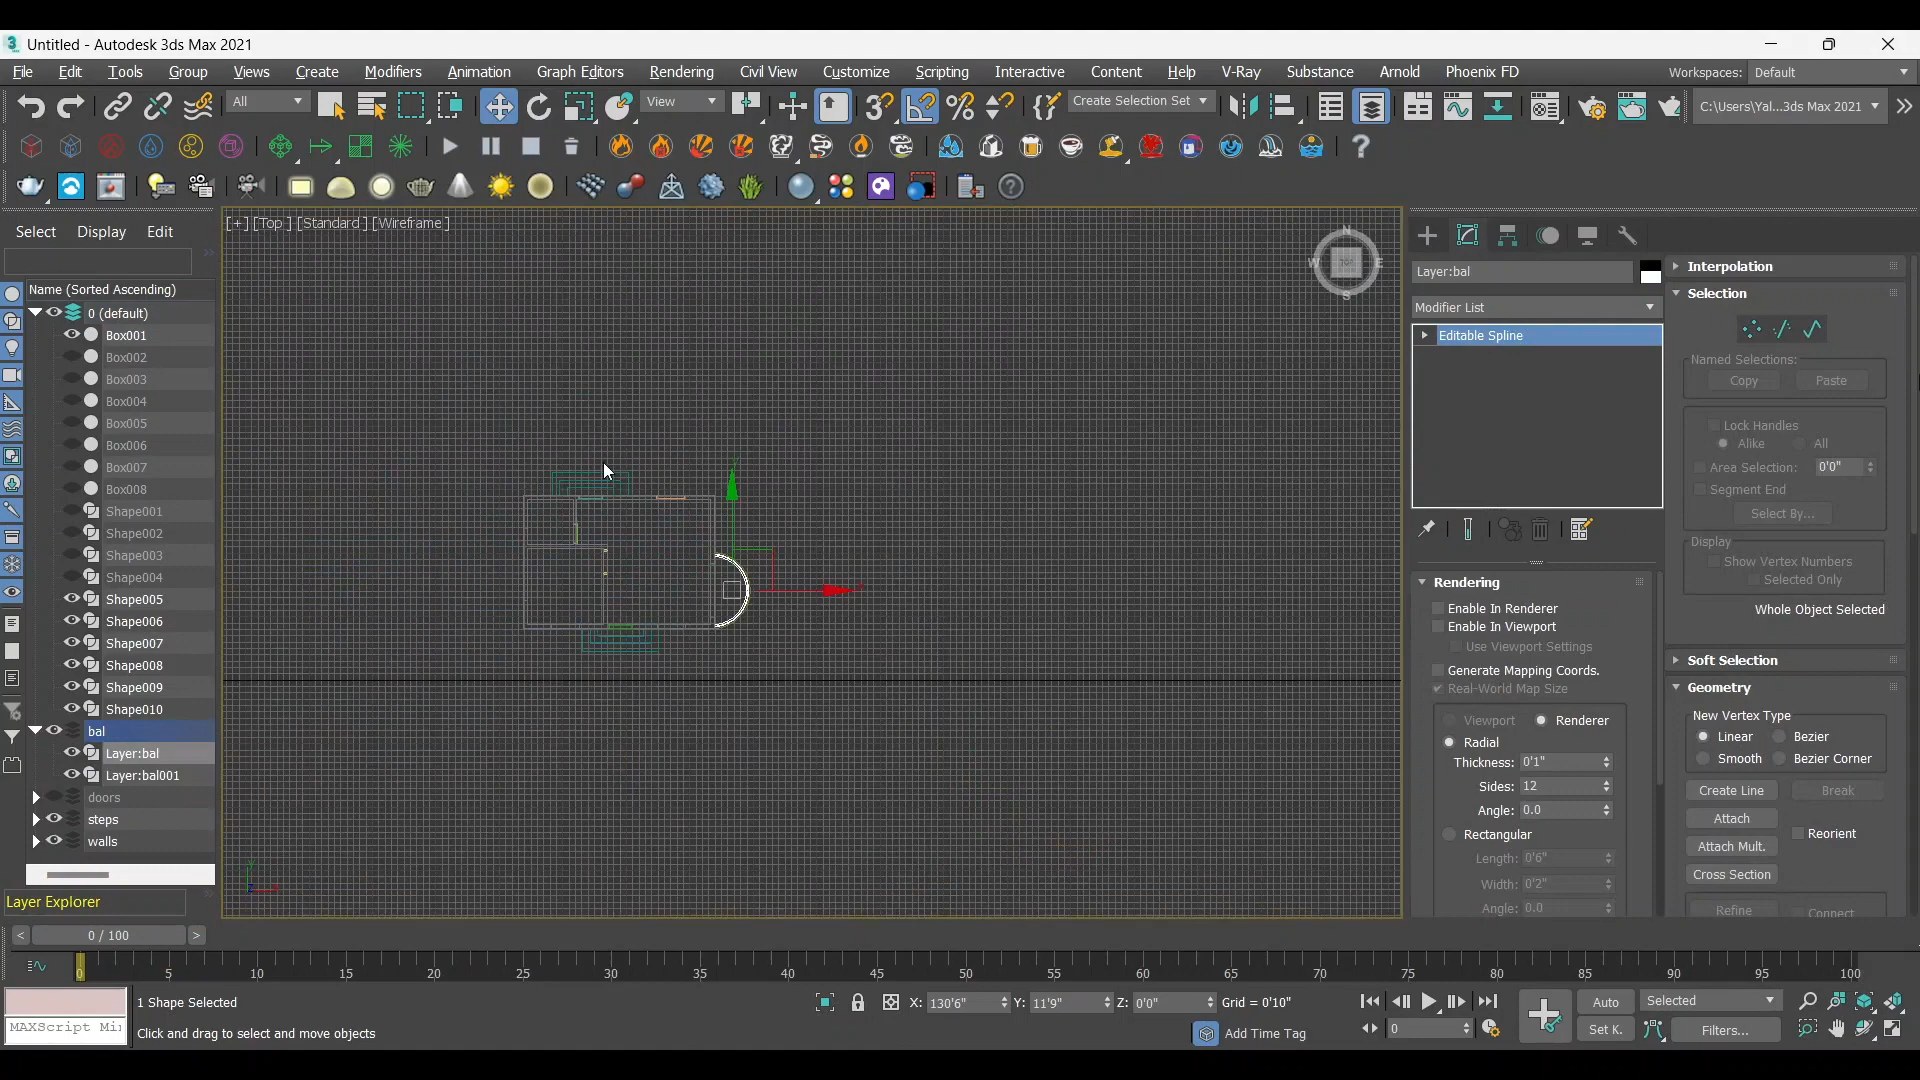 Untitled - Autodesk 3ds Max 2021
File Edit Tools Group Views Create Modifiers Animation Graph Editors Rendering Civil View Customize Scripting Interactive Content Help V-Ray Substance Arnold Phoenix FD Workspaces: Default
All View Create Selection Set C:\Users\Yal...3ds Max 2021
Select Display Edit
[+] [Top ] [Standard ] [Wireframe ]
Name (Sorted Ascending)
0 (default)
Box001
Box002
Box003
Box004
Box005
Box006
Box007
Box008
Shape001
Shape002
Shape003
Shape004
Shape005
Shape006
Shape007
Shape008
Shape009
Shape010
bal
Layer:bal
Layer:bal001
doors
steps
walls
Layer Explorer
N
W TOP E
S
Layer:bal
Modifier List
Editable Spline
Rendering
Enable In Renderer
Enable In Viewport
Use Viewport Settings
Generate Mapping Coords.
Real-World Map Size
Viewport Renderer
Radial
Thickness: 0'1"
Sides: 12
Angle: 0.0
Rectangular
Length: 0'6"
Width: 0'2"
Angle: 0.0
Interpolation
Selection
Named Selections:
Copy Paste
Lock Handles
Alike All
Area Selection: 0'0"
Segment End
Select By...
Display
Show Vertex Numbers
Selected Only
Whole Object Selected
Soft Selection
Geometry
New Vertex Type
Linear Bezier
Smooth Bezier Corner
Create Line Break
Attach
Reorient
Attach Mult.
Cross Section
Refine Connect
< 0 / 100 >
0 5 10 15 20 25 30 35 40 45 50 55 60 65 70 75 80 85 90 95 100
1 Shape Selected
X: 130'6" Y: 11'9" Z: 0'0" Grid = 0'10"
Auto Selected
MAXScript Mi
Click and drag to select and move objects
Add Time Tag
0
Set K. Filters...